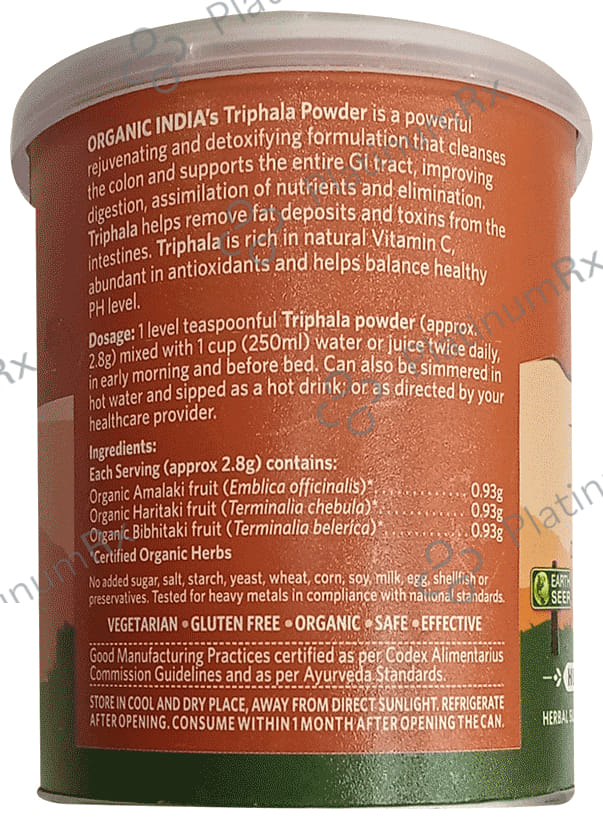 ORGANIC INDIA's Triphala Powder is a powerful
rejuvenating and detoxifying formulation that cleanses
the colon and supports the entire GI tract, improving
digestion, assimilation of nutrients and elimination.
Triphala helps remove fat deposits and toxins from the
intestines. Triphala is rich in natural Vitamin C,
abundant in antioxidants and helps balance healthy
PH level.
Dosage: 1 level teaspoonful Triphala powder (approx.
2.8g) mixed with 1 cup (250ml) water or juice twice daily,
in early morning and before bed. Can also be simmered in
hot water and sipped as a hot drink; or as directed by your
healthcare provider.
Ingredients:
Each Serving (approx 2.8g) contains:
Organic Amalaki fruit (Emblica officinalis)* 0.93g
Organic Haritaki fruit (Terminalia chebula)* 0.93g
Organic Bibhitaki fruit (Terminalia belerica)* 0.93g
*Certified Organic Herbs
No added sugar, salt, starch, yeast, wheat, corn, soy, milk, egg, shellfish or
preservatives. Tested for heavy metals in compliance with national standards.
VEGETARIAN • GLUTEN FREE • ORGANIC • SAFE • EFFECTIVE
Good Manufacturing Practices certified as per Codex Alimentarius
Commission Guidelines and as per Ayurveda Standards.
STORE IN COOL AND DRY PLACE, AWAY FROM DIRECT SUNLIGHT. REFRIGERATE
AFTER OPENING. CONSUME WITHIN 1 MONTH AFTER OPENING THE CAN.
EARTH
SEER
HERBAL
PlatinumRx